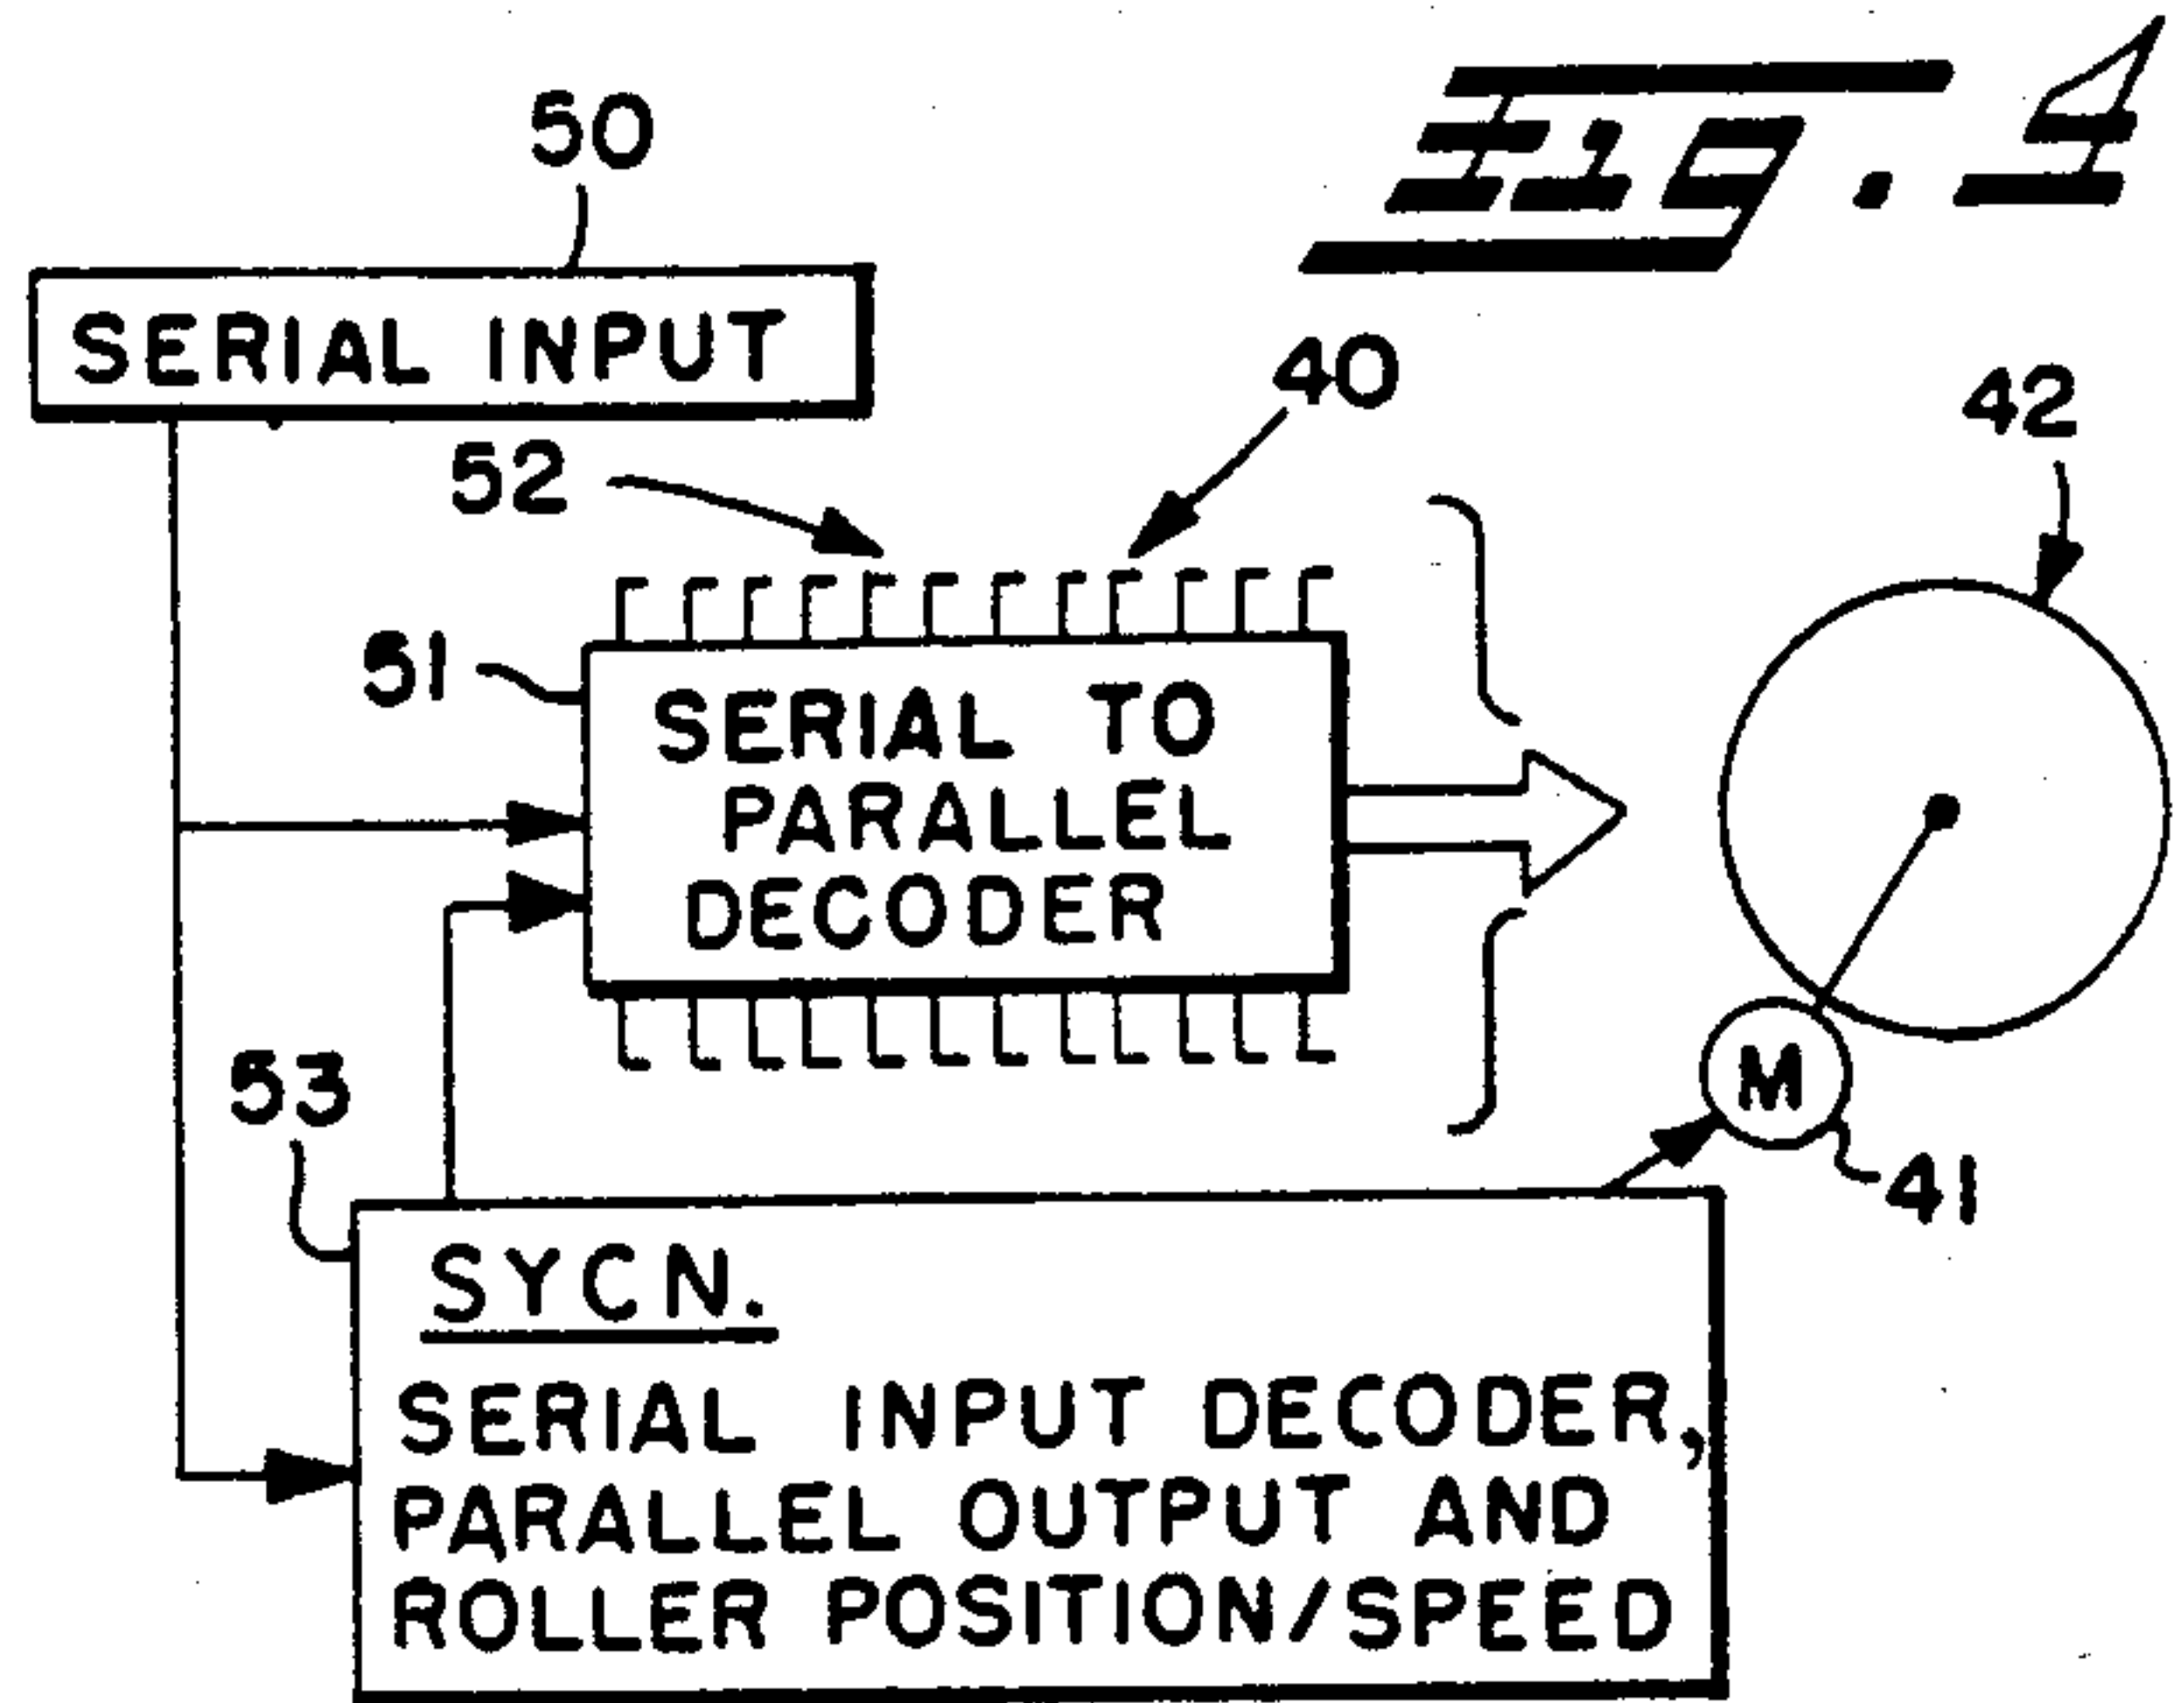 Fig. 4
50
SERIAL INPUT
40
42
52
51
SERIAL TO
PARALLEL
DECODER
53
M
41
SYCN.
SERIAL INPUT DECODER,
PARALLEL OUTPUT AND
ROLLER POSITION/SPEED